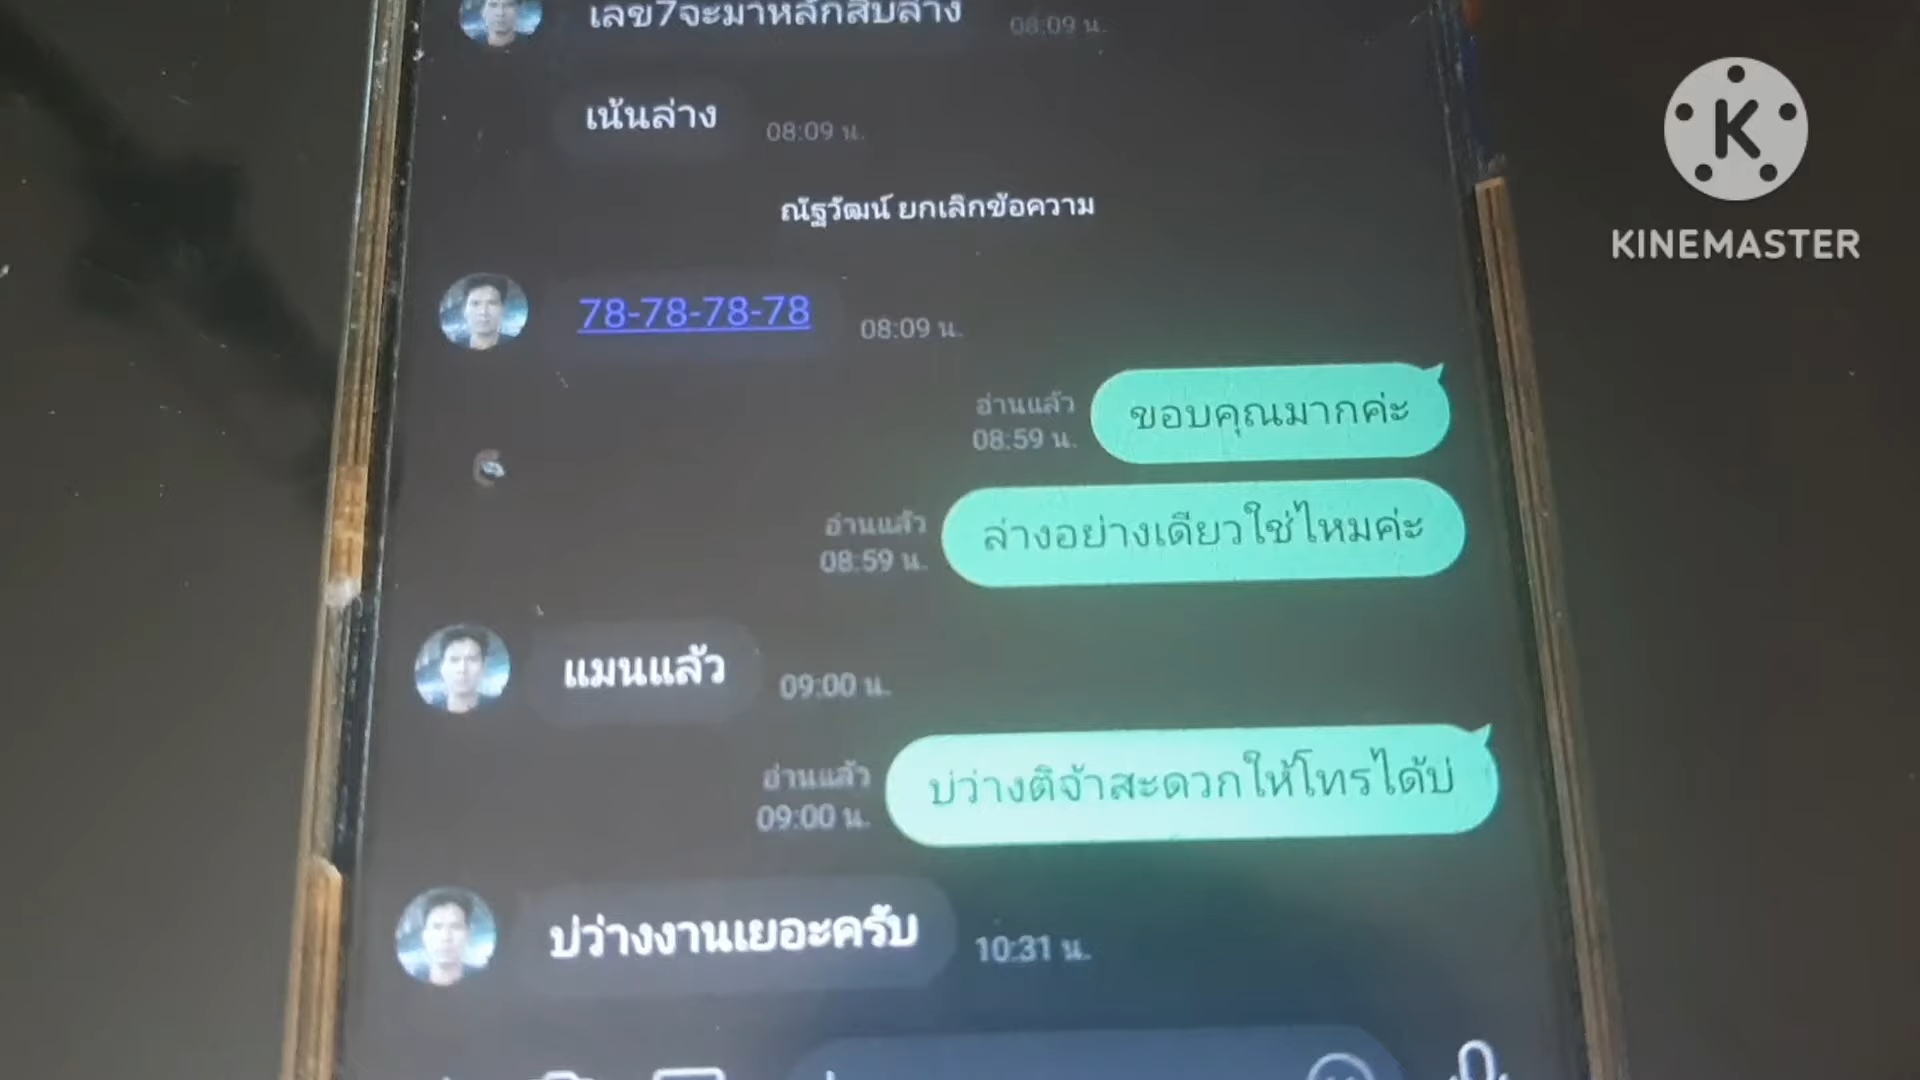 เลข7จะมาหลักสิบล่าง
08:09 น.
เน้นล่าง
08:09 น.
ณัฐวัฒน์ ยกเลิกข้อความ
78-78-78-78
08:09 น.
อ่านแล้ว
08:59 น.
ขอบคุณมากค่ะ
อ่านแล้ว
08:59 น.
ล่างอย่างเดียวใช่ไหมค่ะ
แมนแล้ว
09:00 น.
อ่านแล้ว
09:00 น.
บ่ว่างติจ้าสะดวกให้โทรได้บ่
บ่ว่างงานเยอะครับ
10:31 น.
K
KINEMASTER